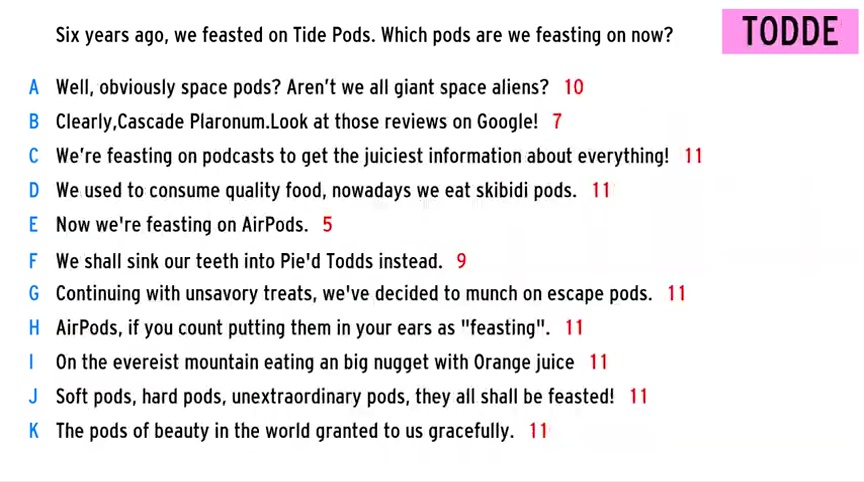 Six years ago, we feasted on Tide Pods. Which pods are we feasting on now?
TODDE
A Well, obviously space pods? Aren't we all giant space aliens? 10
B Clearly,Cascade Plaronum.Look at those reviews on Google! 7
C We're feasting on podcasts to get the juiciest information about everything! 11
D We used to consume quality food, nowadays we eat skibidi pods. 11
E Now we're feasting on AirPods. 5
F We shall sink our teeth into Pie'd Todds instead. 9
G Continuing with unsavory treats, we've decided to munch on escape pods. 11
H AirPods, if you count putting them in your ears as "feasting". 11
I On the evereist mountain eating an big nugget with Orange juice 11
J Soft pods, hard pods, unextraordinary pods, they all shall be feasted! 11
K The pods of beauty in the world granted to us gracefully. 11